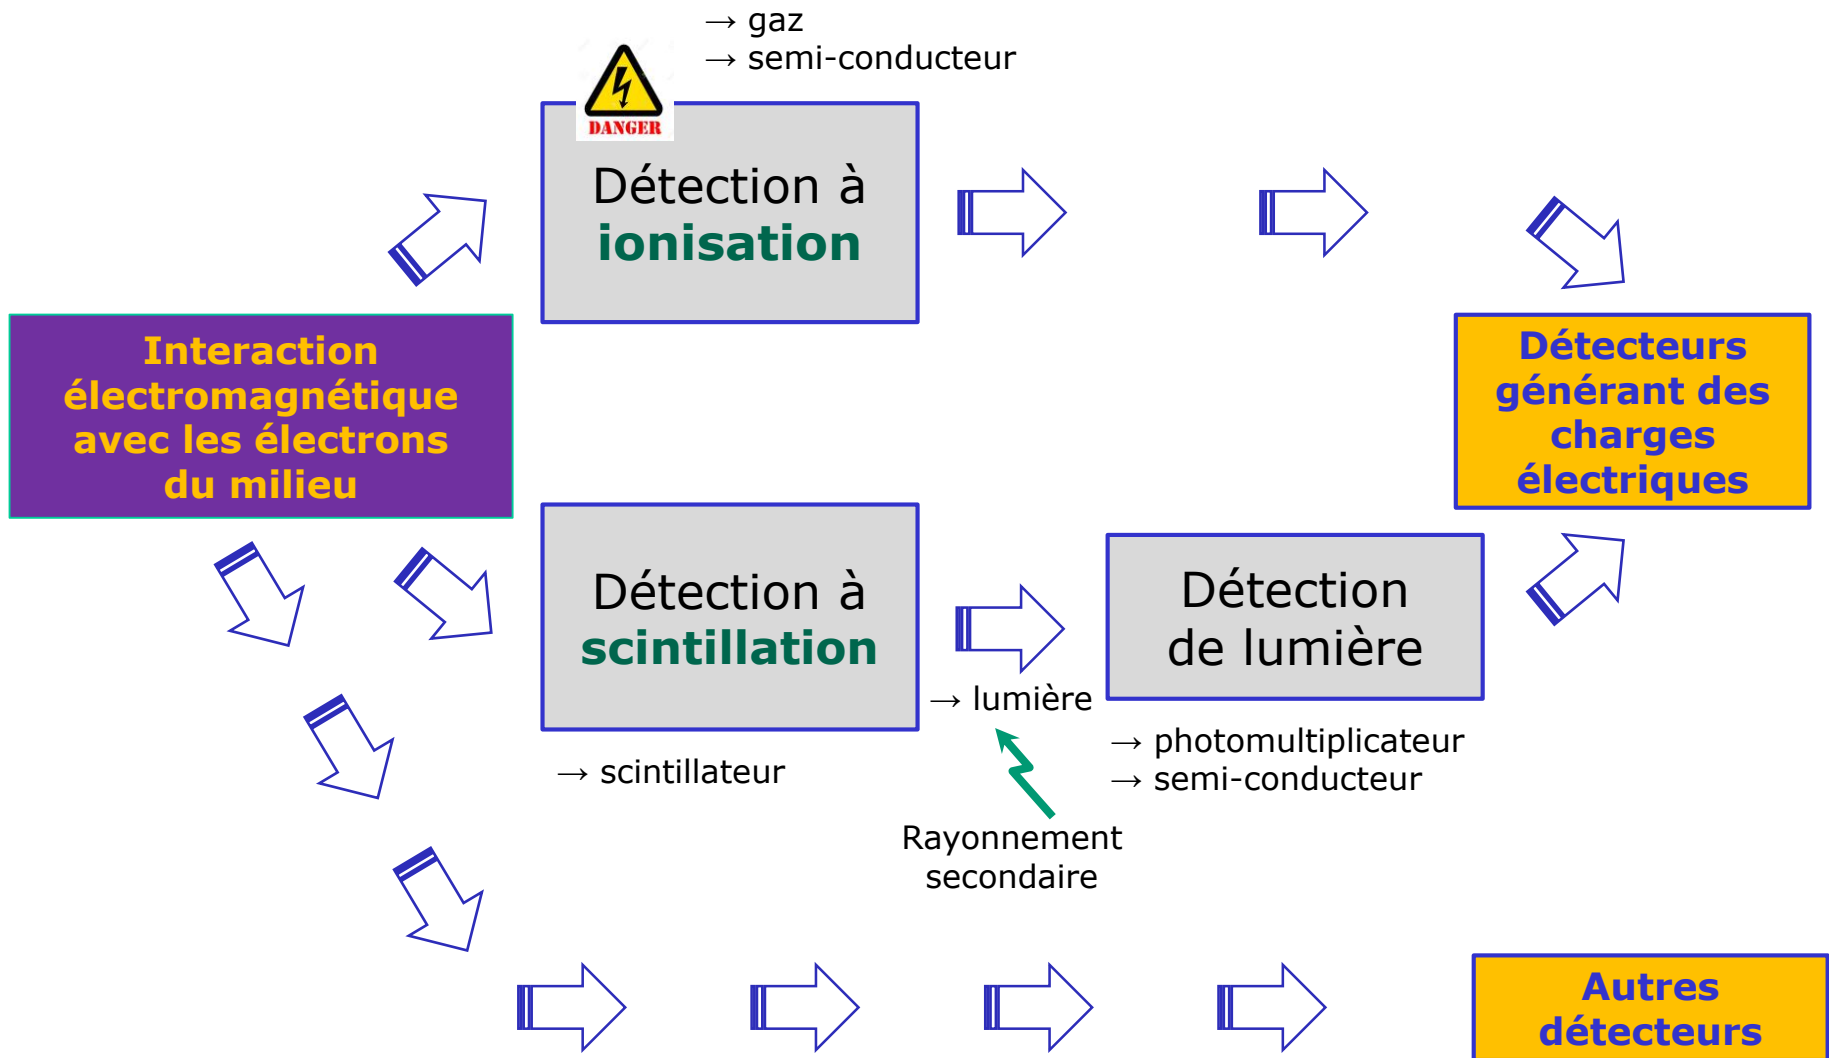 → gaz
→ semi-conducteur
DANGER
Détection à
ionisation
Interaction
électromagnétique
avec les électrons
du milieu
Détecteurs
générant des
charges
électriques
Détection à
scintillation
→ lumière
Détection
de lumière
→ scintillateur
→ photomultiplicateur
→ semi-conducteur
Rayonnement
secondaire
Autres
détecteurs